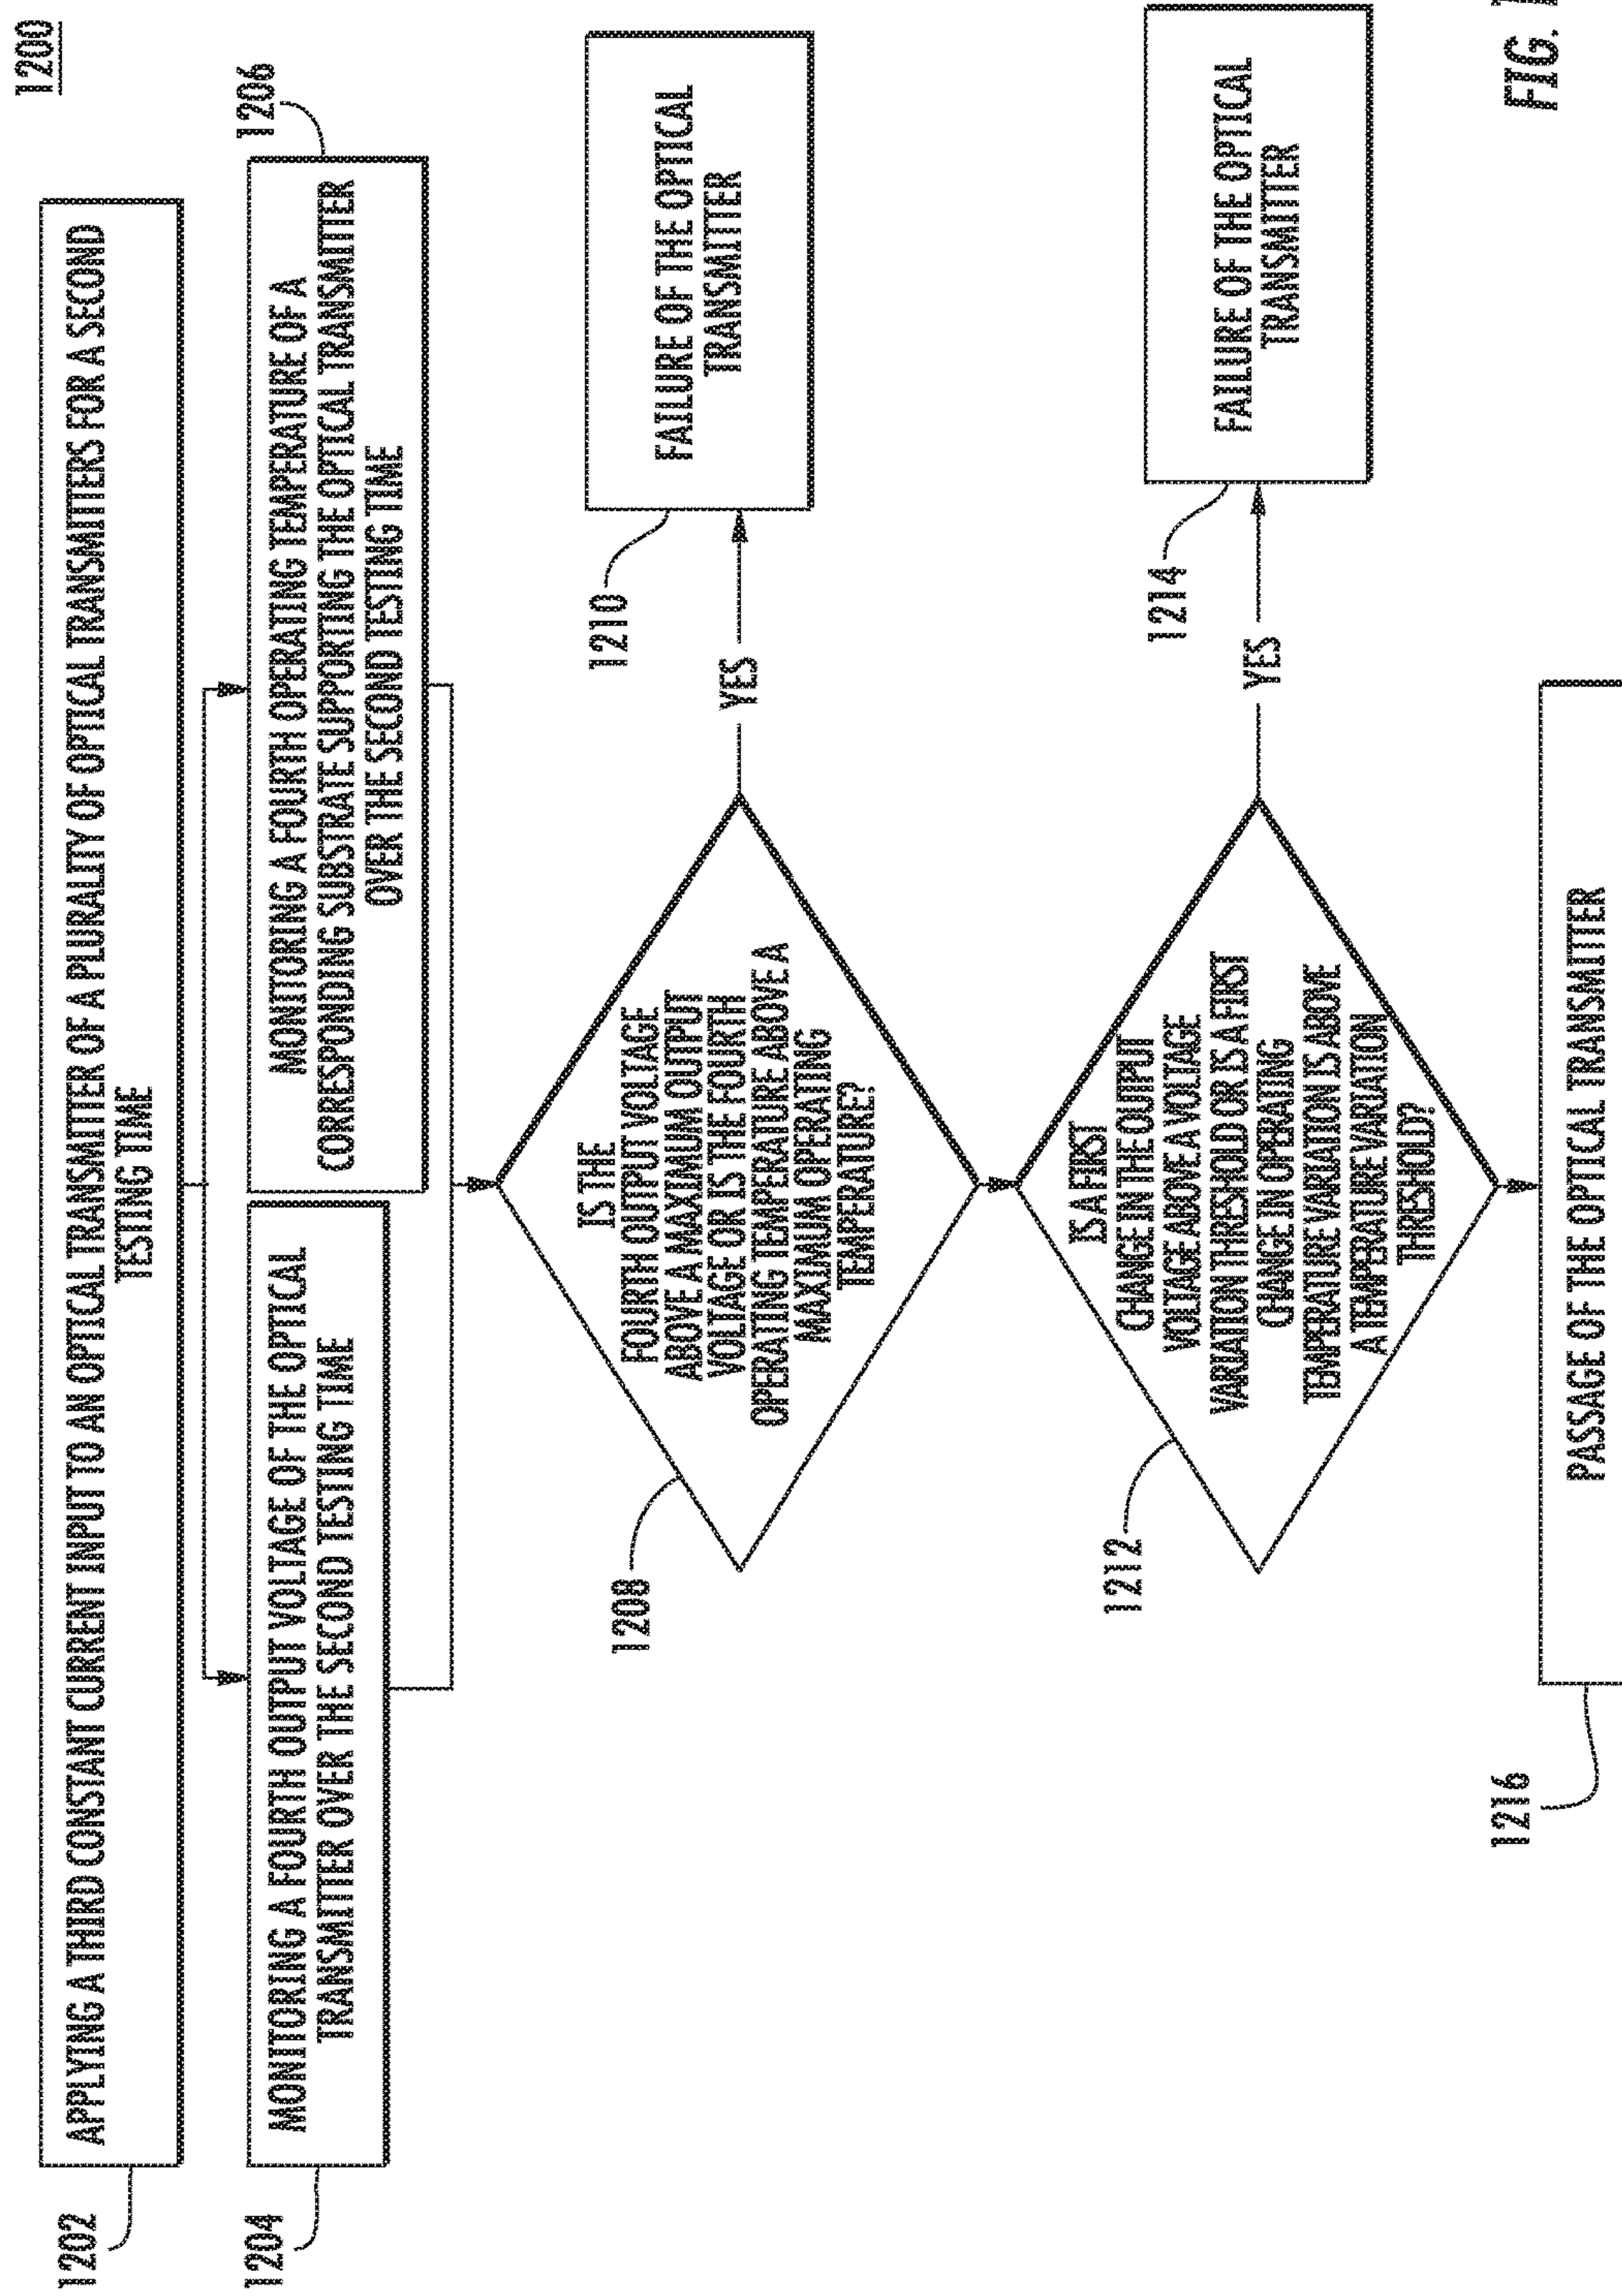 1200
APPLYING A THIRD CONSTANT CURRENT INPUT TO AN OPTICAL TRANSMITTER OF A PLURALITY OF OPTICAL TRANSMITTERS FOR A SECOND
TESTING TIME
1202
MONITORING A FOURTH OUTPUT VOLTAGE OF THE OPTICAL
TRANSMITTER OVER THE SECOND TESTING TIME
1204
MONITORING A FOURTH OPERATING TEMPERATURE OF A
CORRESPONDING SUBSTRATE SUPPORTING THE OPTICAL TRANSMITTER
OVER THE SECOND TESTING TIME
1206
IS THE
FOURTH OUTPUT VOLTAGE
ABOVE A MAXIMUM OUTPUT
VOLTAGE OR IS THE FOURTH
OPERATING TEMPERATURE ABOVE A
MAXIMUM OPERATING
TEMPERATURE?
1208
YES
1210
FAILURE OF THE OPTICAL
TRANSMITTER
IS A FIRST
CHANGE IN THE OUTPUT
VOLTAGE ABOVE A VOLTAGE
VARIATION THRESHOLD OR IS A FIRST
CHANGE IN OPERATING
TEMPERATURE VARIATION IS ABOVE
A TEMPERATURE VARIATION
THRESHOLD?
1212
YES
1214
FAILURE OF THE OPTICAL
TRANSMITTER
1216
PASSAGE OF THE OPTICAL TRANSMITTER
FIG.